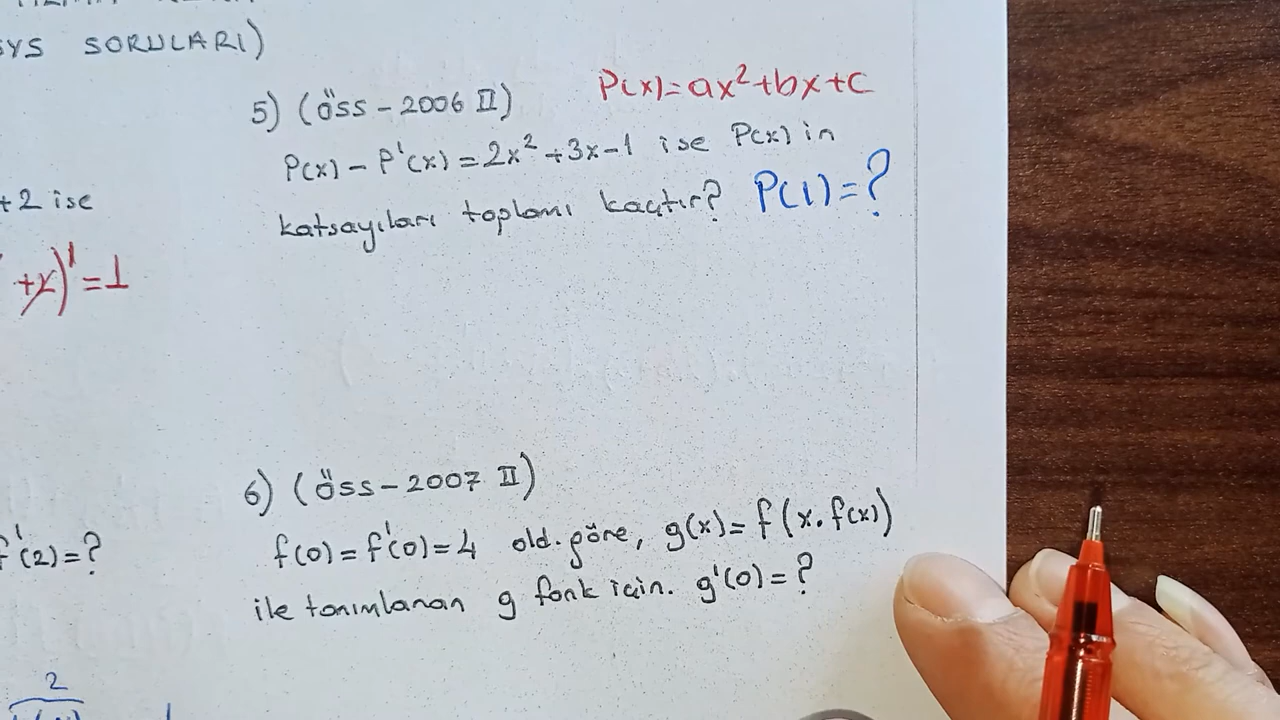 SYS SORULARI)
5) (öss - 2006 II)
P(x) = ax² + bx + c
P(x) - P'(x) = 2x² + 3x - 1 ise P(x) in
katsayıları toplamı kaçtır? P(1) = ?
+2 ise
+x)' = 1
6) (öss - 2007 II)
f(0) = f'(0) = 4 old. göre, g(x) = f(x.f(x))
ile tanımlanan g fonk için. g'(0) = ?
f'(2) = ?
2